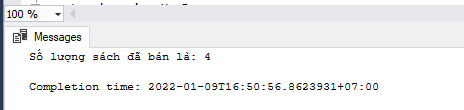 100 %
Messages
Số lượng sách đã bán là: 4
Completion time: 2022-01-09T16:50:56.8623931+07:00